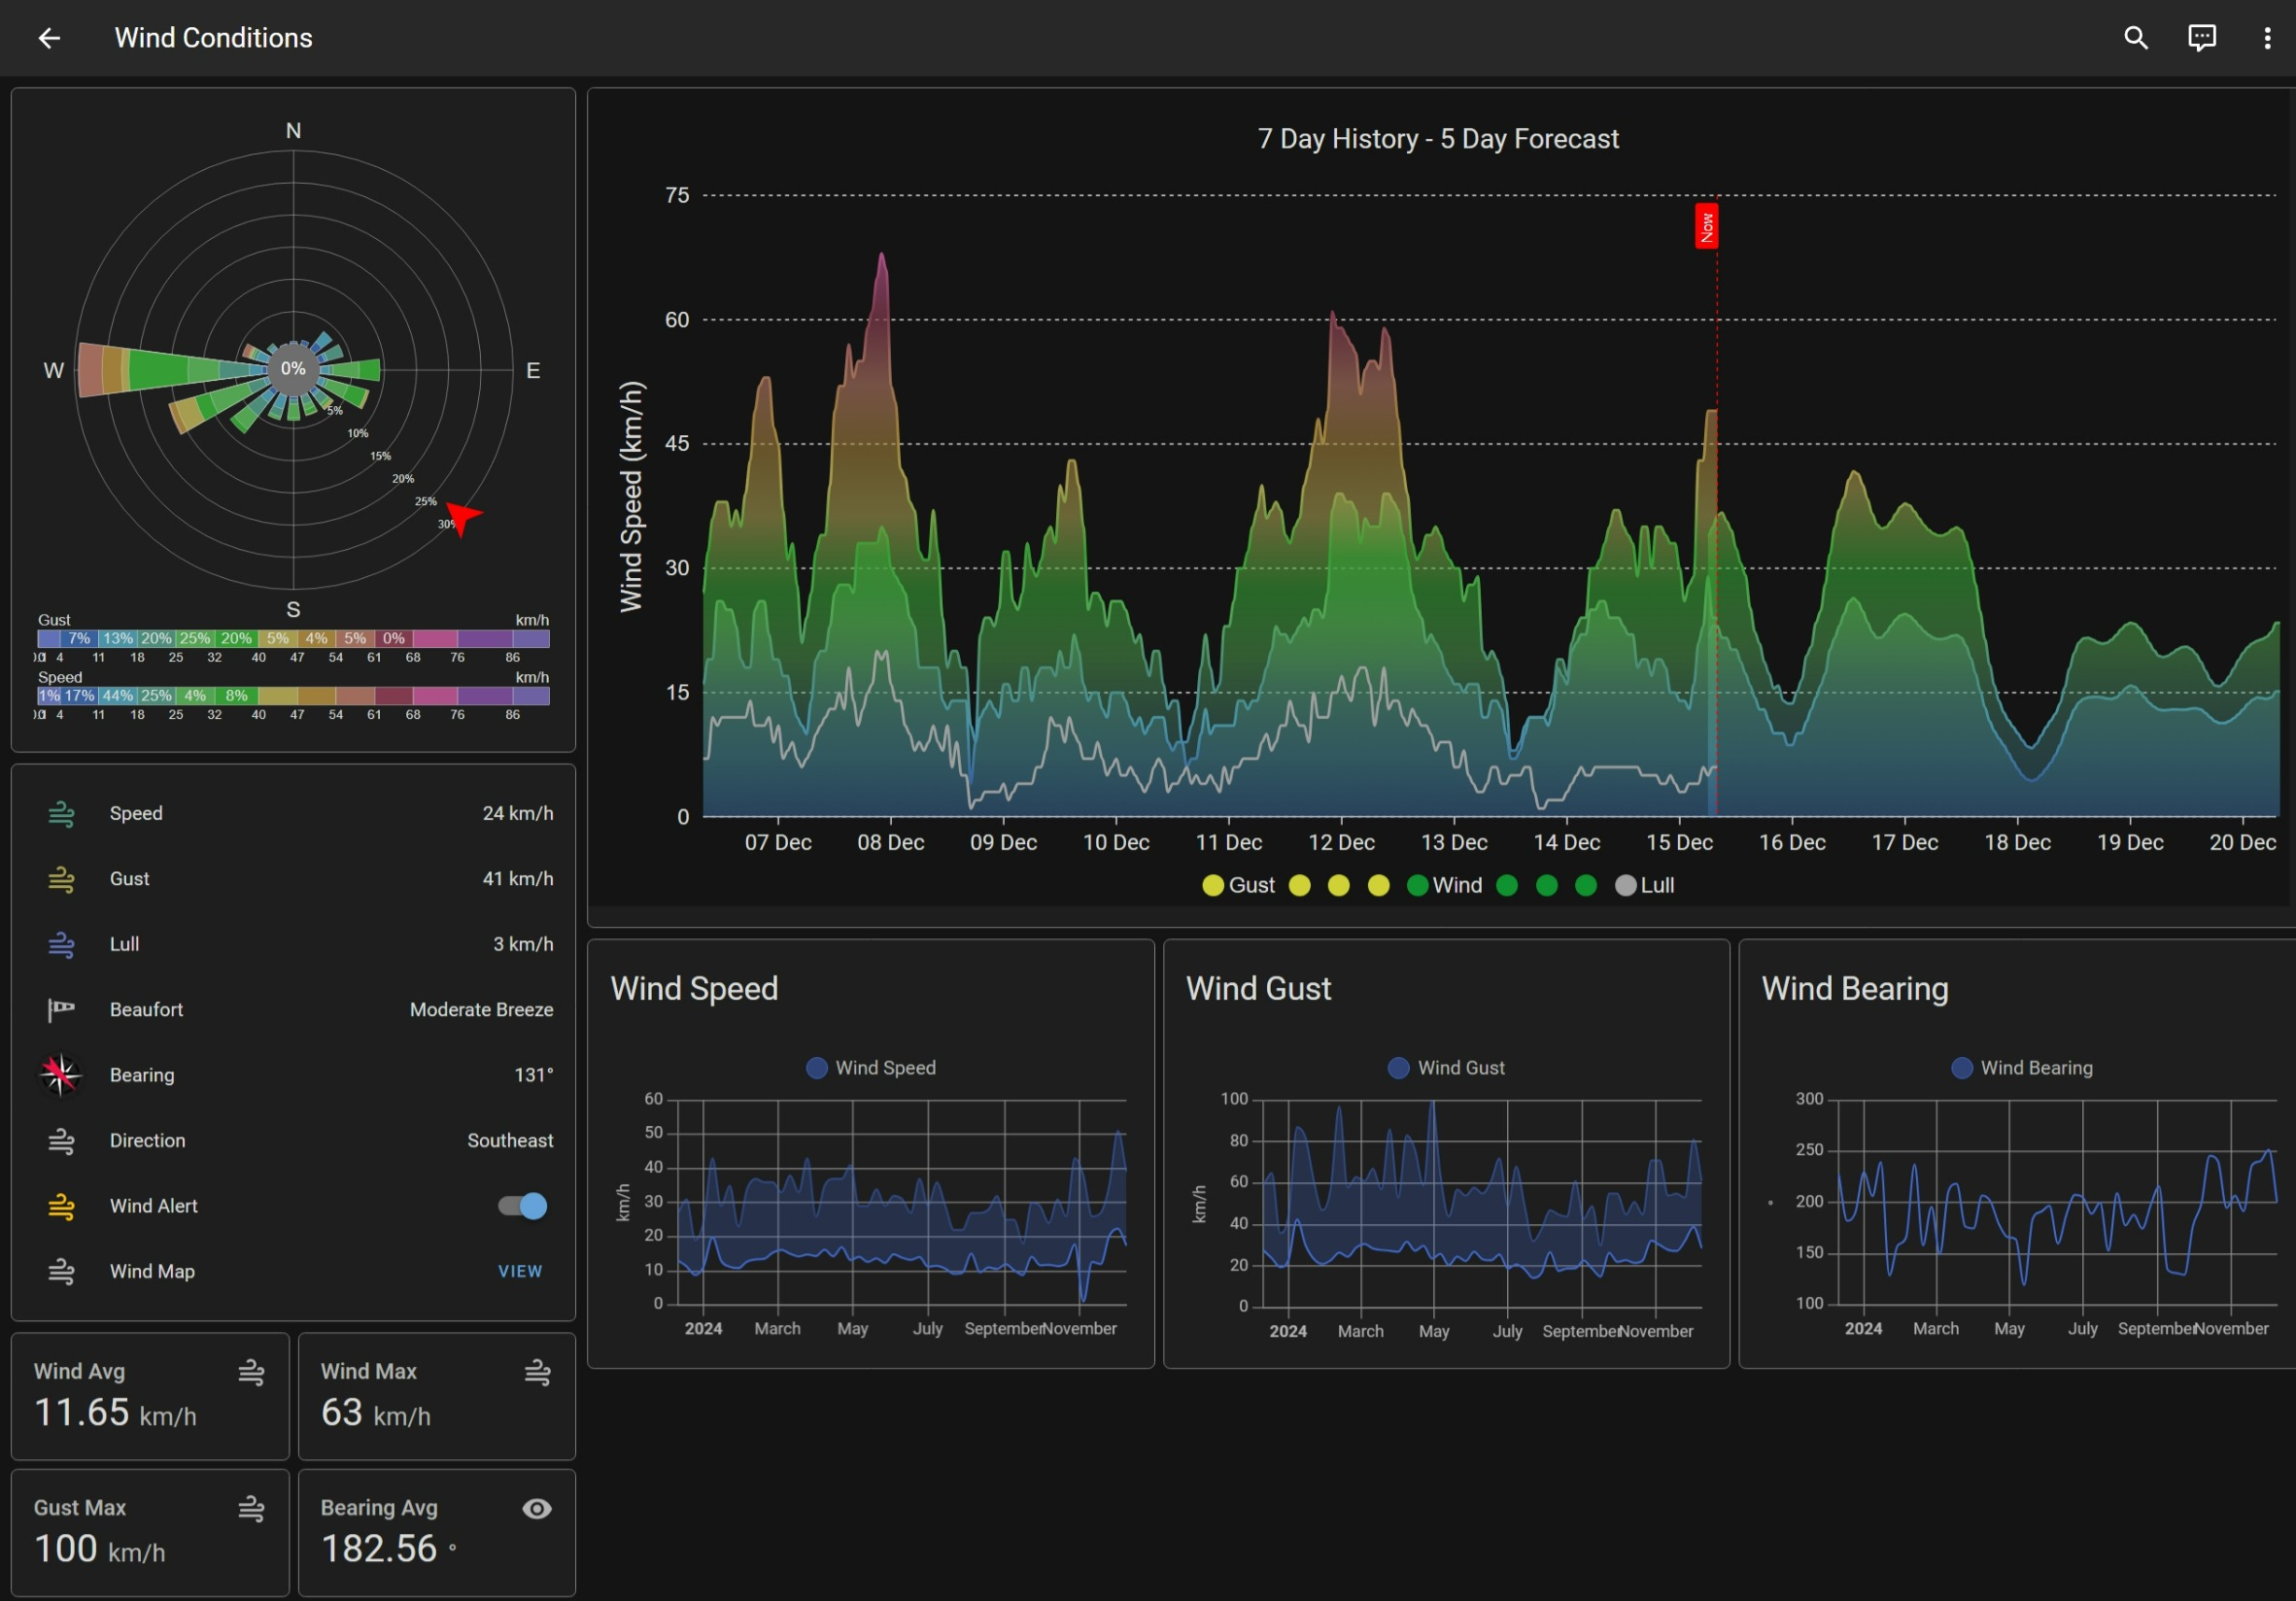 Wind Conditions
N
W
0%
E
5%
10%
15%
20%
25%
30%
S
Gust km/h
7% 13% 20% 25% 20% 5% 4% 5% 0%
4 11 18 25 32 40 47 54 61 68 76 86
Speed km/h
1% 17% 44% 25% 4% 8%
4 11 18 25 32 40 47 54 61 68 76 86
Speed 24 km/h
Gust 41 km/h
Lull 3 km/h
Beaufort Moderate Breeze
Bearing 131°
Direction Southeast
Wind Alert
Wind Map VIEW
Wind Avg
11.65 km/h
Wind Max
63 km/h
Gust Max
100 km/h
Bearing Avg
182.56 °
7 Day History - 5 Day Forecast
Wind Speed (km/h)
75
60
45
30
15
0
Now
07 Dec 08 Dec 09 Dec 10 Dec 11 Dec 12 Dec 13 Dec 14 Dec 15 Dec 16 Dec 17 Dec 18 Dec 19 Dec 20 Dec
Gust Wind Lull
Wind Speed
Wind Speed
km/h
60
50
40
30
20
10
0
2024 March May July September November
Wind Gust
Wind Gust
km/h
100
80
60
40
20
0
2024 March May July September November
Wind Bearing
Wind Bearing
°
300
250
200
150
100
2024 March May July September November